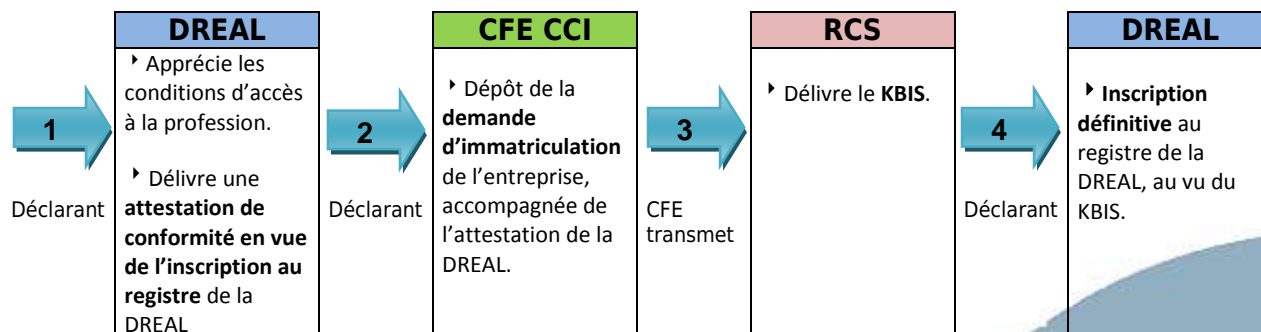 1
Déclarant
DREAL
‣ Apprécie les
conditions d’accès
à la profession.
‣ Délivre une
attestation de
conformité en vue
de l’inscription au
registre de la
DREAL
2
Déclarant
CFE CCI
‣ Dépôt de la
demande
d’immatriculation
de l’entreprise,
accompagnée de
l’attestation de la
DREAL.
3
CFE
transmet
RCS
‣ Délivre le KBIS.
4
Déclarant
DREAL
‣ Inscription
définitive au
registre de la
DREAL, au vu du
KBIS.